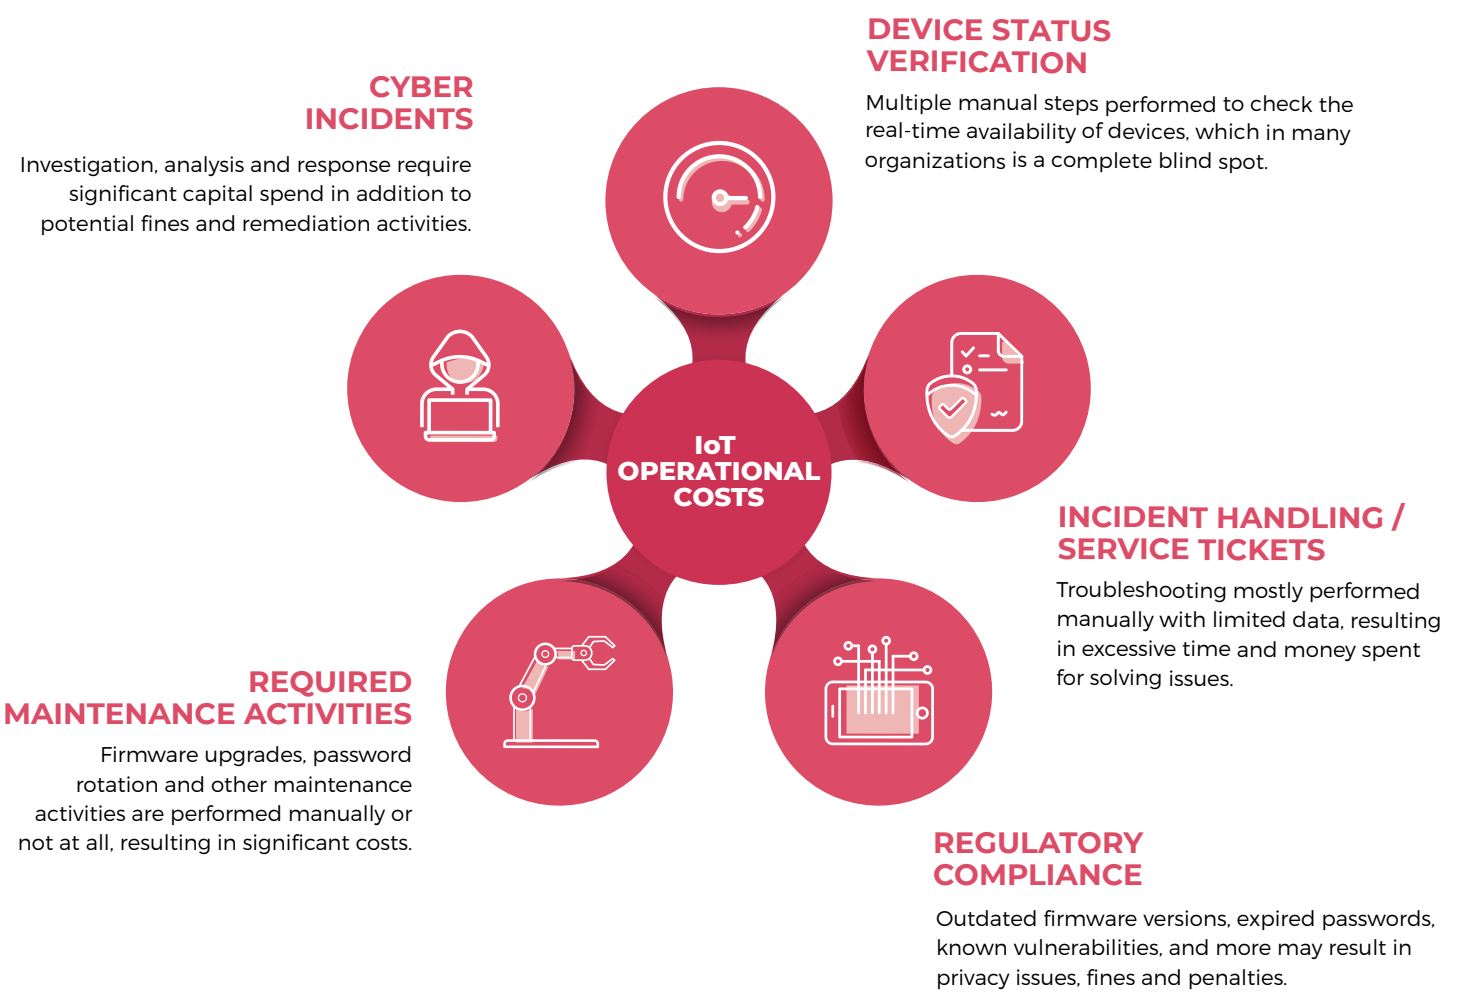 DEVICE STATUS
VERIFICATION
Multiple manual steps performed to check the
real-time availability of devices, which in many
organizations is a complete blind spot.
CYBER
INCIDENTS
Investigation, analysis and response require
significant capital spend in addition to
potential fines and remediation activities.
IoT
OPERATIONAL
COSTS
INCIDENT HANDLING /
SERVICE TICKETS
Troubleshooting mostly performed
manually with limited data, resulting
in excessive time and money spent
for solving issues.
REQUIRED
MAINTENANCE ACTIVITIES
Firmware upgrades, password
rotation and other maintenance
activities are performed manually or
not at all, resulting in significant costs.
REGULATORY
COMPLIANCE
Outdated firmware versions, expired passwords,
known vulnerabilities, and more may result in
privacy issues, fines and penalties.